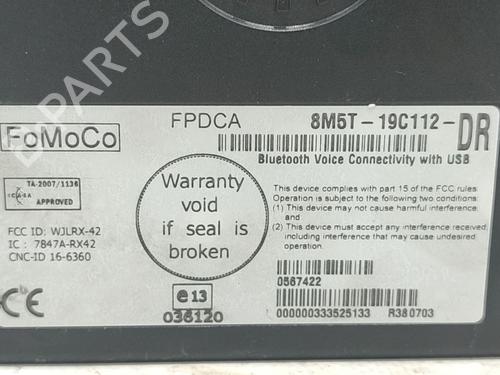 FoMoCo
FPDCA
8M5T-19C112-DR
Bluetooth Voice Connectivity with USB
TA-2007/1136
APPROVED
FCC ID: WJLRX-42
IC : 7847A-RX42
CNC-ID 16-6360
Warranty
void
if seal is
broken
This device complies with part 15 of the FCC rules:
Operation is subject to the following two conditions:
(1) This device may not cause harmful interference,
and
(2) This device must accept any interference received,
including interference that may cause undesired
operation.
CE
e13
036120
0567422
000000333525133 R380703
B-PARTS